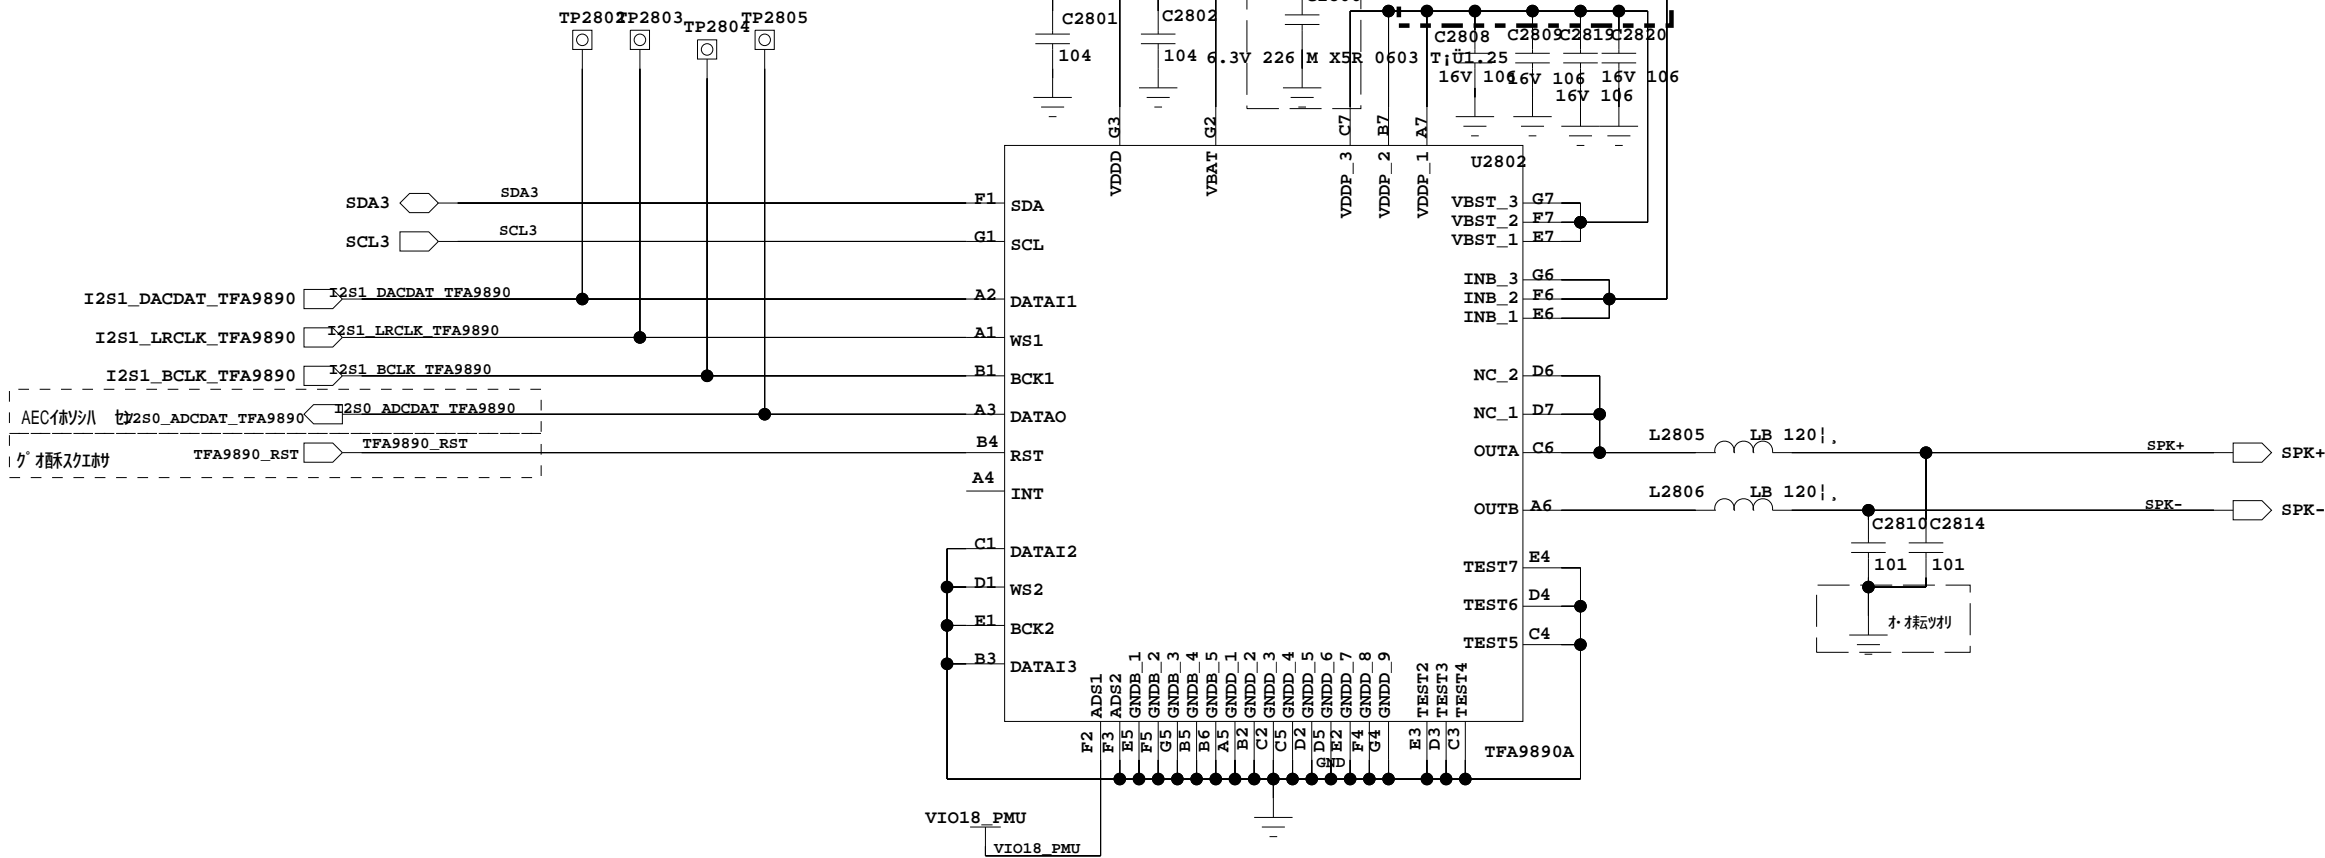 TP2802 TP2803 TP2804 TP2805
C2801
104
C2802
104
6.3V 226 M X5R 0603 T¡Ü1.25
C2808 C2809 C2819 C2820
16V 106 16V 106 16V 106
16V 106
G3 G2 C7 B7 A7
VDDD VBAT VDDP_3 VDDP_2 VDDP_1
U2802
SDA3 SDA3 F1 SDA
SCL3 SCL3 G1 SCL
I2S1_DACDAT_TFA9890 I2S1_DACDAT_TFA9890 A2 DATAI1
I2S1_LRCLK_TFA9890 I2S1_LRCLK_TFA9890 A1 WS1
I2S1_BCLK_TFA9890 I2S1_BCLK_TFA9890 B1 BCK1
I2S0_ADCDAT_TFA9890 I2S0_ADCDAT_TFA9890 A3 DATAO
TFA9890_RST TFA9890_RST B4 RST
A4 INT
C1 DATAI2
D1 WS2
E1 BCK2
B3 DATAI3
VBST_3 G7
VBST_2 F7
VBST_1 E7
INB_3 G6
INB_2 F6
INB_1 E6
NC_2 D6
NC_1 D7
OUTA C6 L2805 LB 120¦¸ SPK+ SPK+
OUTB A6 L2806 LB 120¦¸ SPK- SPK-
C2810 C2814
101 101
TEST7 E4
TEST6 D4
TEST5 C4
ADS1 ADS2 GNDB_1 GNDB_2 GNDB_3 GNDB_4 GNDB_5 GNDD_1 GNDD_2 GNDD_3 GNDD_4 GNDD_5 GNDD_6 GNDD_7 GNDD_8 GNDD_9 TEST2 TEST3 TEST4
F2 F3 E5 F5 G5 B5 B6 A5 B2 C2 C5 D2 D5 E2 F4 G4 E3 D3 C3
TFA9890A
GND
VIO18_PMU
VIO18_PMU